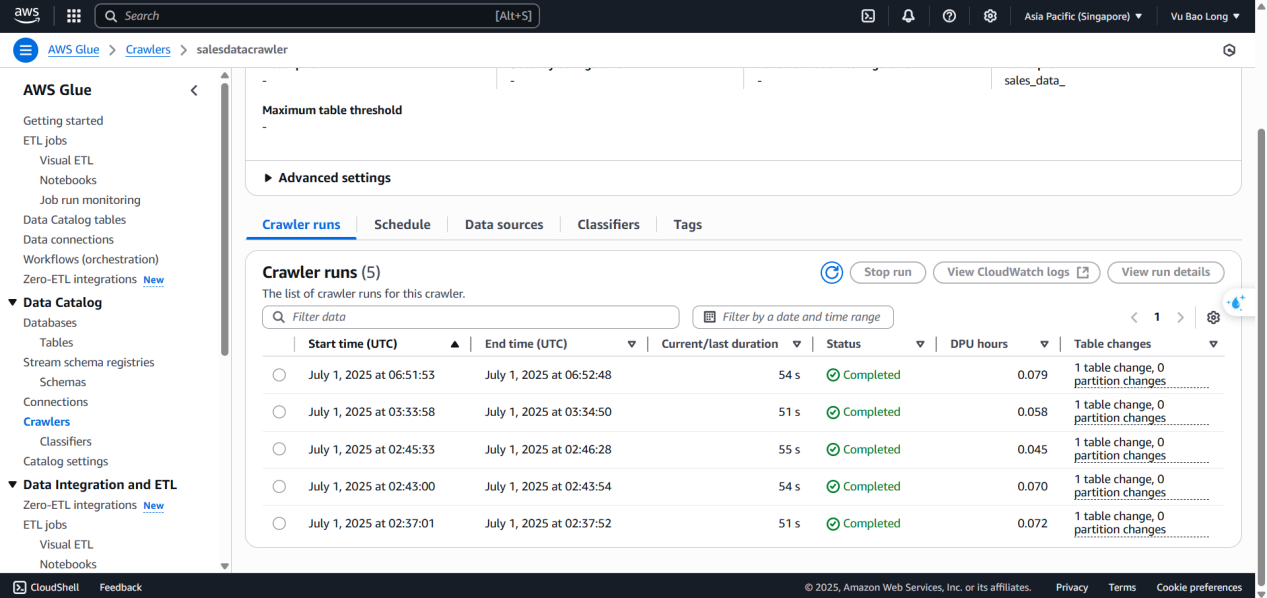 aws
Search [Alt+S]
Asia Pacific (Singapore) ▼
Vu Bao Long ▼
AWS Glue > Crawlers > salesdatacrawler
AWS Glue
Getting started
ETL jobs
Visual ETL
Notebooks
Job run monitoring
Data Catalog tables
Data connections
Workflows (orchestration)
Zero-ETL integrations New
Data Catalog
Databases
Tables
Stream schema registries
Schemas
Connections
Crawlers
Classifiers
Catalog settings
Data Integration and ETL
Zero-ETL integrations New
ETL jobs
Visual ETL
Notebooks
- - - sales_data_
Maximum table threshold
-
Advanced settings
Crawler runs Schedule Data sources Classifiers Tags
Crawler runs (5)
Stop run View CloudWatch logs View run details
The list of crawler runs for this crawler.
Filter data Filter by a date and time range < 1 >
Start time (UTC) End time (UTC) Current/last duration Status DPU hours Table changes
July 1, 2025 at 06:51:53 July 1, 2025 at 06:52:48 54 s Completed 0.079 1 table change, 0
partition changes
July 1, 2025 at 03:33:58 July 1, 2025 at 03:34:50 51 s Completed 0.058 1 table change, 0
partition changes
July 1, 2025 at 02:45:33 July 1, 2025 at 02:46:28 55 s Completed 0.045 1 table change, 0
partition changes
July 1, 2025 at 02:43:00 July 1, 2025 at 02:43:54 54 s Completed 0.070 1 table change, 0
partition changes
July 1, 2025 at 02:37:01 July 1, 2025 at 02:37:52 51 s Completed 0.072 1 table change, 0
partition changes
CloudShell Feedback © 2025, Amazon Web Services, Inc. or its affiliates. Privacy Terms Cookie preferences